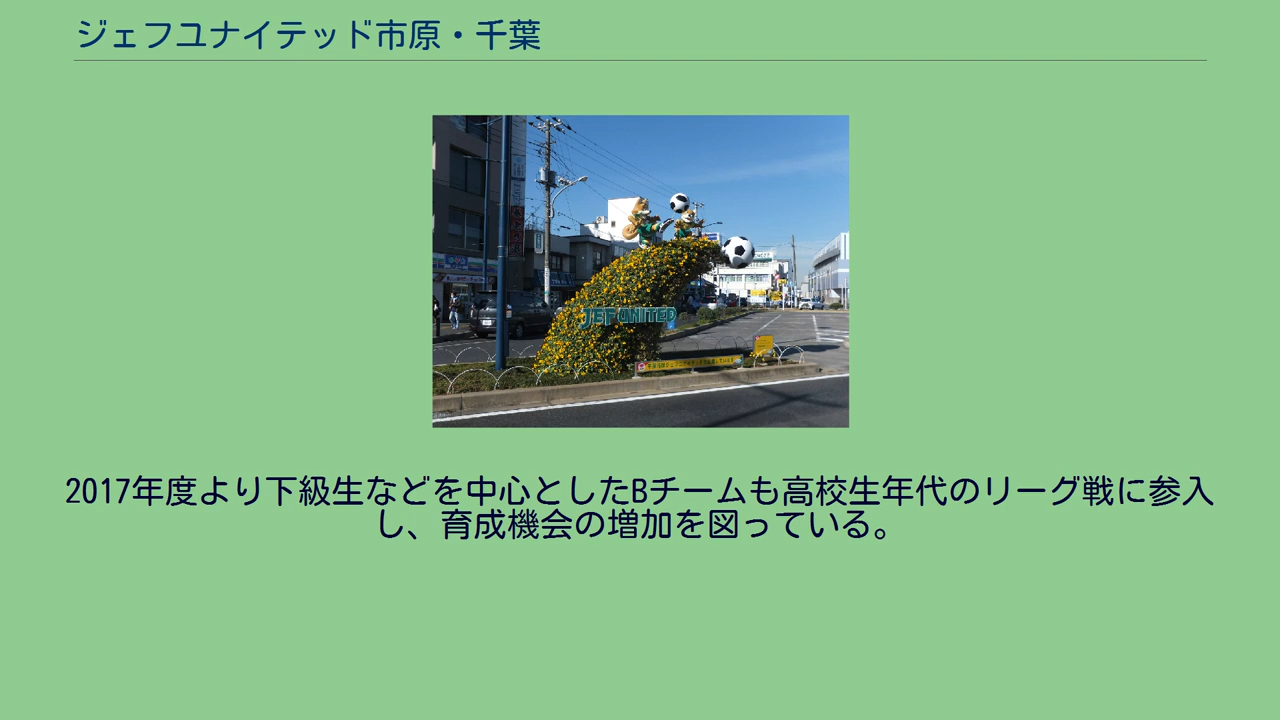 ジェフユナイテッド市原・千葉
JEF UNITED
2017年度より下級生などを中心としたBチームも高校生年代のリーグ戦に参入
し、育成機会の増加を図っている。